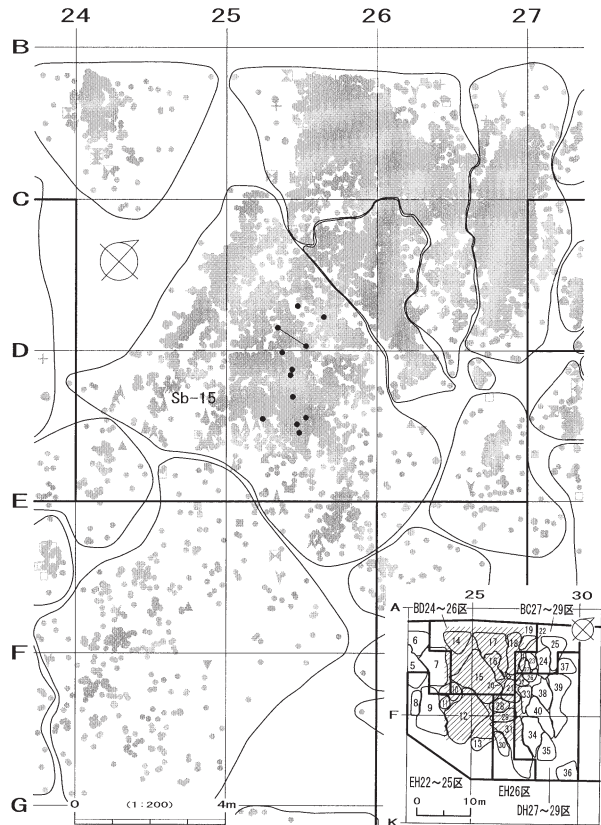 24 25 26 27
B
C
D
Sb-15
E
F
G
0 (1:200) 4m
25 30
A
BD24～26区 BC27～29区
6 14 17 18 19 22 25
5 7 16 24 37
15 39
8 9 11 28 33 38
F 12 29 40
31 34
13 30 35
36
EH22～25区 EH26区
0 10m DH27～29区
K